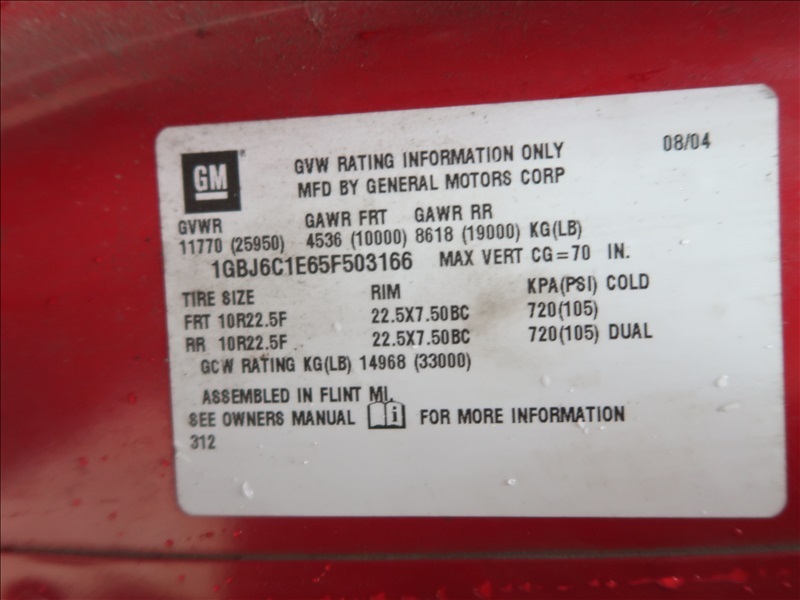 GM
GVW RATING INFORMATION ONLY 08/04
MFD BY GENERAL MOTORS CORP
GVWR GAWR FRT GAWR RR
11770 (25950) 4536 (10000) 8618 (19000) KG(LB)
1GBJ6C1E65F503166 MAX VERT CG=70 IN.
TIRE SIZE RIM KPA(PSI) COLD
FRT 10R22.5F 22.5X7.50BC 720(105)
RR 10R22.5F 22.5X7.50BC 720(105) DUAL
GCW RATING KG(LB) 14968 (33000)
ASSEMBLED IN FLINT MI.
SEE OWNERS MANUAL i FOR MORE INFORMATION
312